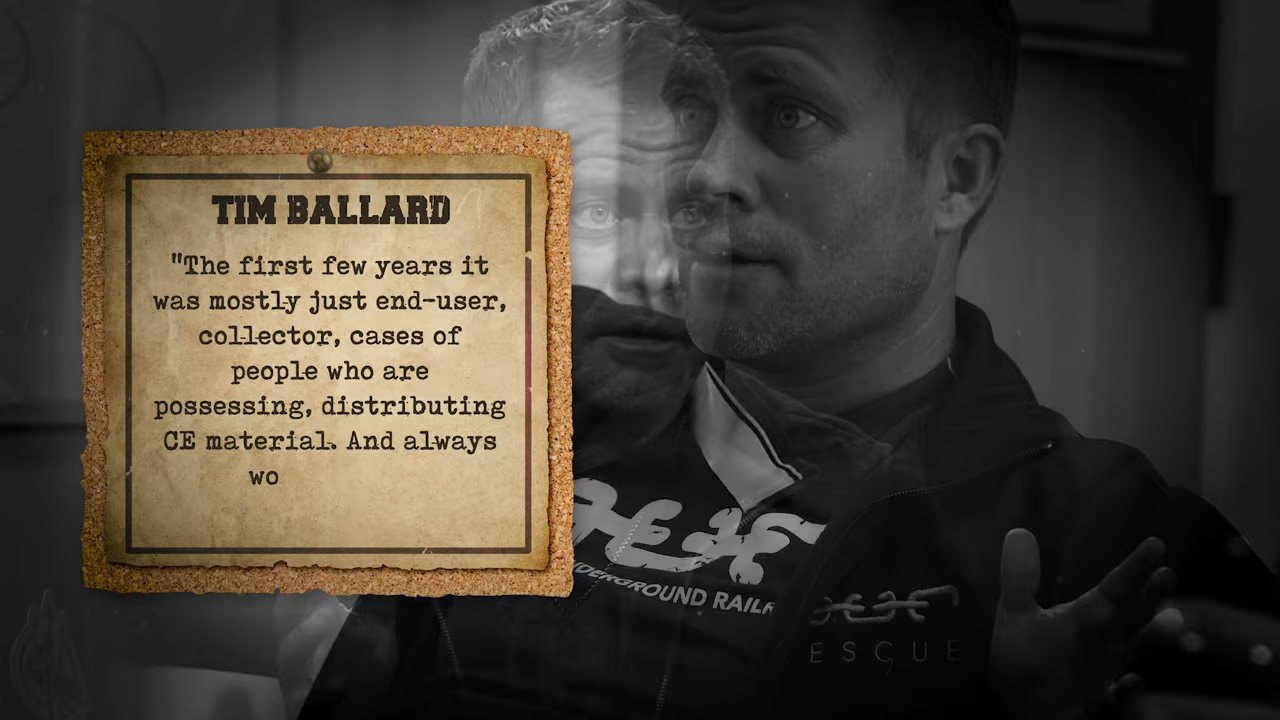 TIM BALLARD
"The first few years it
was mostly just end-user,
collector, cases of
people who are
possessing, distributing
CE material. And always
wo
UNDERGROUND RAILR
ESCUE